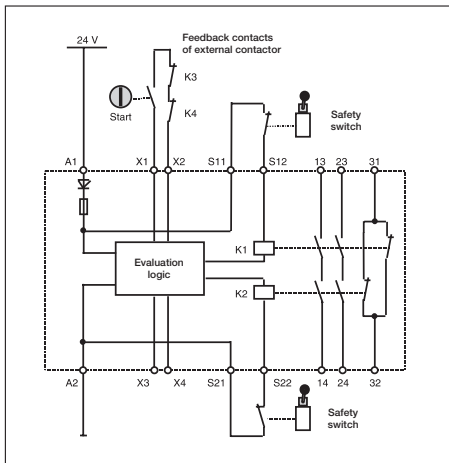 24 V
Feedback contacts
of external contactor
K3
K4
Start
Safety
switch
A1
X1
X2
S11
S12
13
23
31
K1
Evaluation
logic
K2
A2
X3
X4
S21
S22
14
24
32
Safety
switch